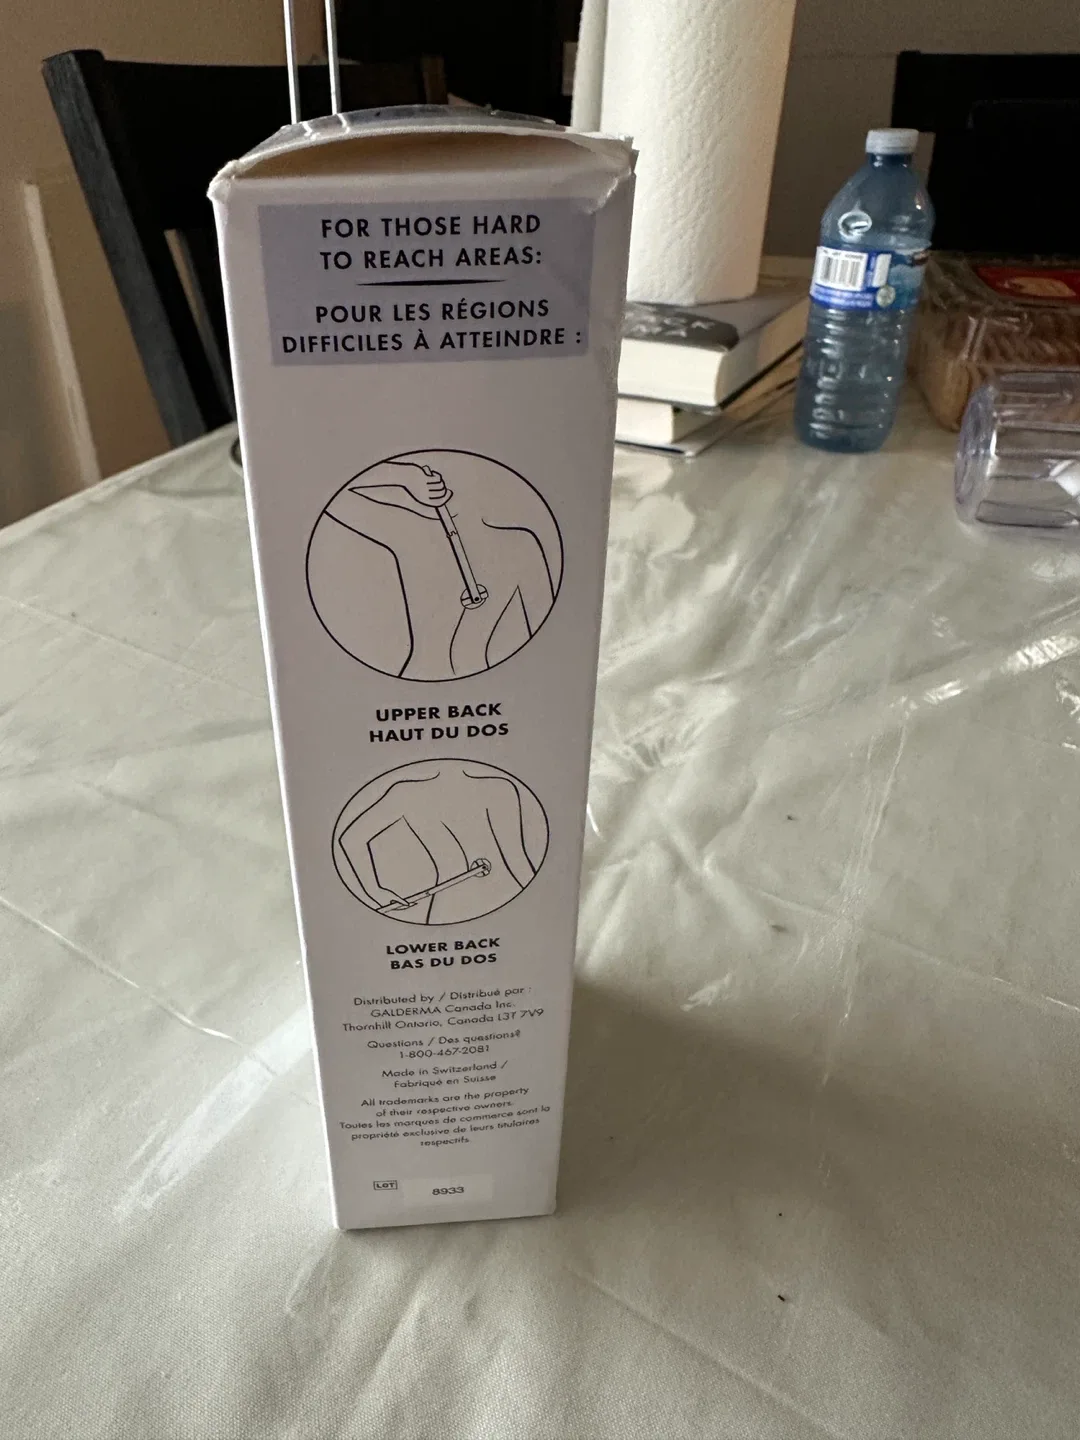 FOR THOSE HARD
TO REACH AREAS:
POUR LES RÉGIONS
DIFFICILES À ATTEINDRE :
UPPER BACK
HAUT DU DOS
LOWER BACK
BAS DU DOS
Distributed by / Distribué par :
GALDERMA Canada Inc.
Thornhill Ontario, Canada L3T 7V9
Questions / Des questions?
1-800-467-2081
Made in Switzerland /
Fabriqué en Suisse
All trademarks are the property
of their respective owners.
Toutes les marques de commerce sont la
propriété exclusive de leurs titulaires
respectifs.
LOT 8933